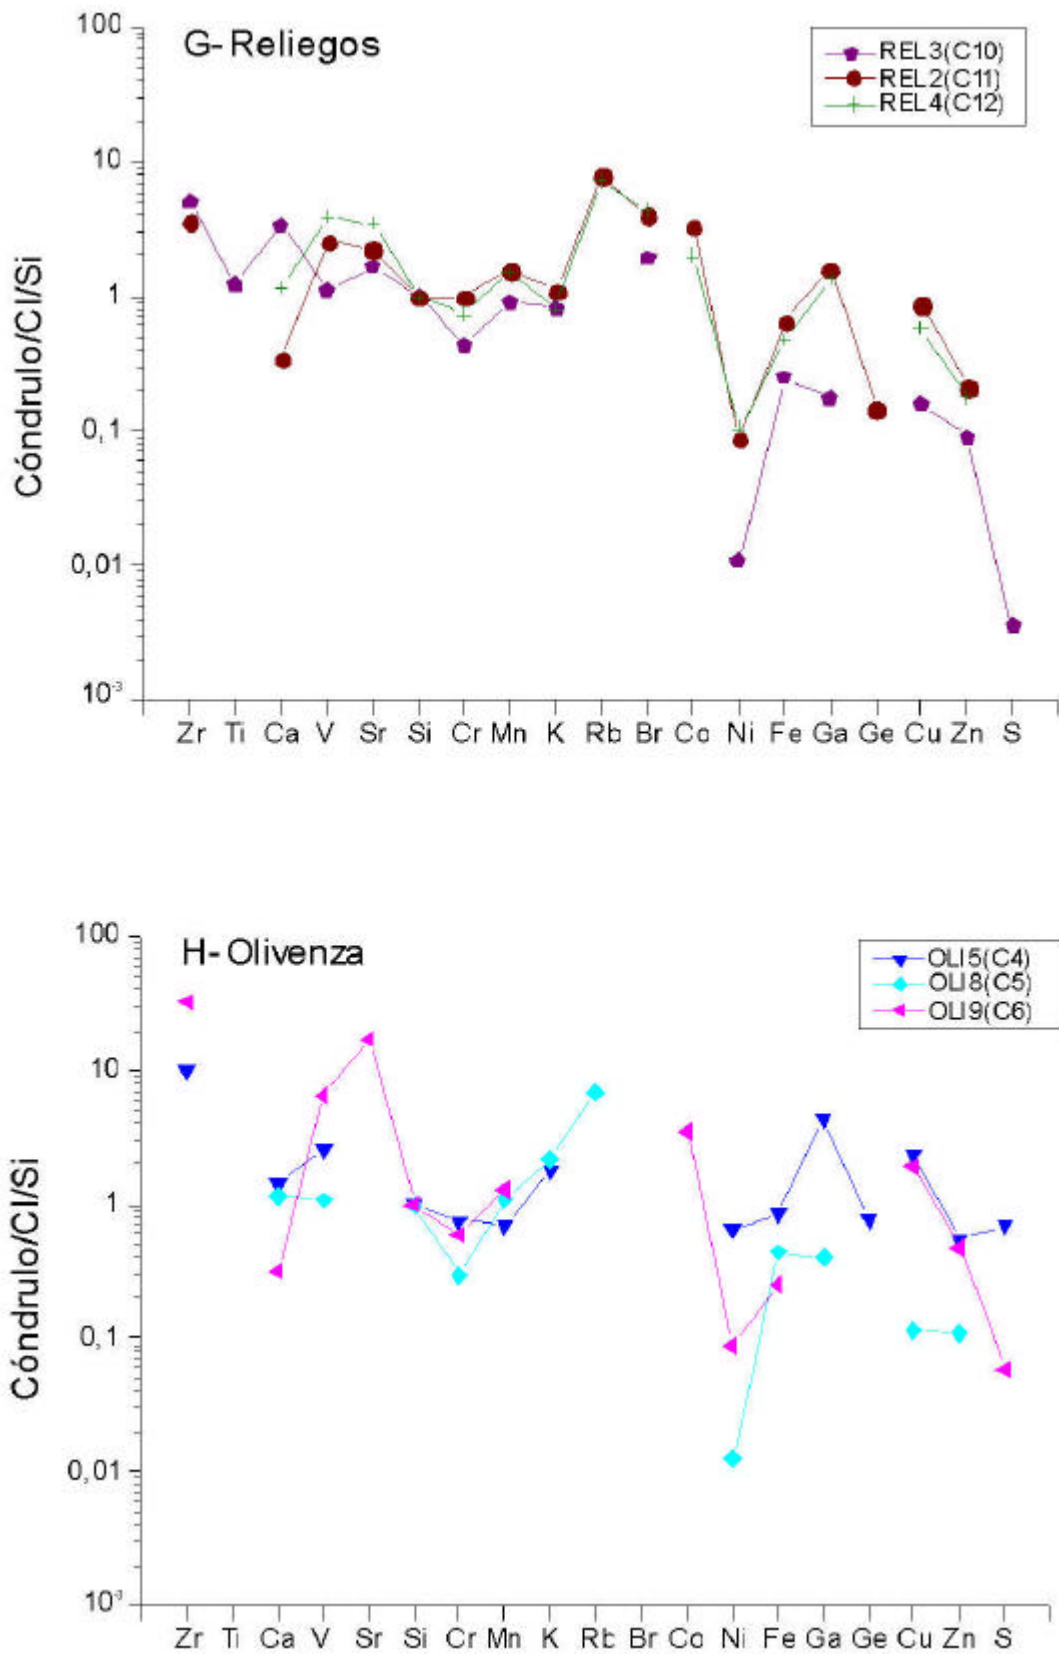 100
G-Reliegos
REL3(C10)
REL2(C11)
REL4(C12)
10
1
0,1
0,01
10⁻³
Cóndrulo/CI/Si
Zr Ti Ca V Sr Si Cr Mn K Rb Br Co Ni Fe Ga Ge Cu Zn S
100
H-Olivenza
OLI5(C4)
OLI8(C5)
OLI9(C6)
10
1
0,1
0,01
10⁻³
Cóndrulo/CI/Si
Zr Ti Ca V Sr Si Cr Mn K Rb Br Co Ni Fe Ga Ge Cu Zn S